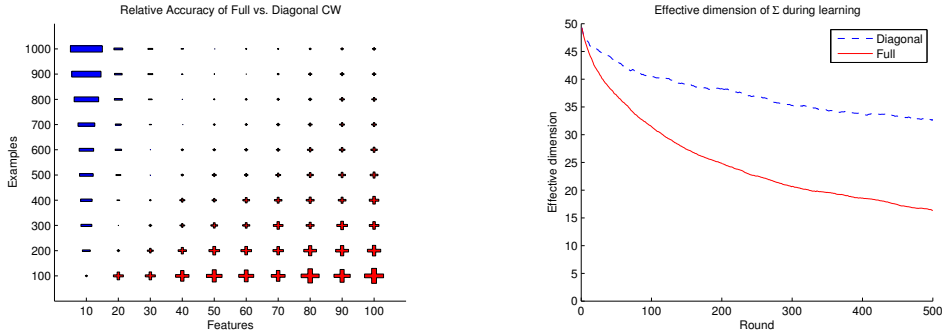 Relative Accuracy of Full vs. Diagonal CW
1000
900
800
700
600
500
400
300
200
100
Examples
10 20 30 40 50 60 70 80 90 100
Features
Effective dimension of Σ during learning
50
45
40
35
30
25
20
15
10
5
0
Effective dimension
Diagonal
Full
0 100 200 300 400 500
Round